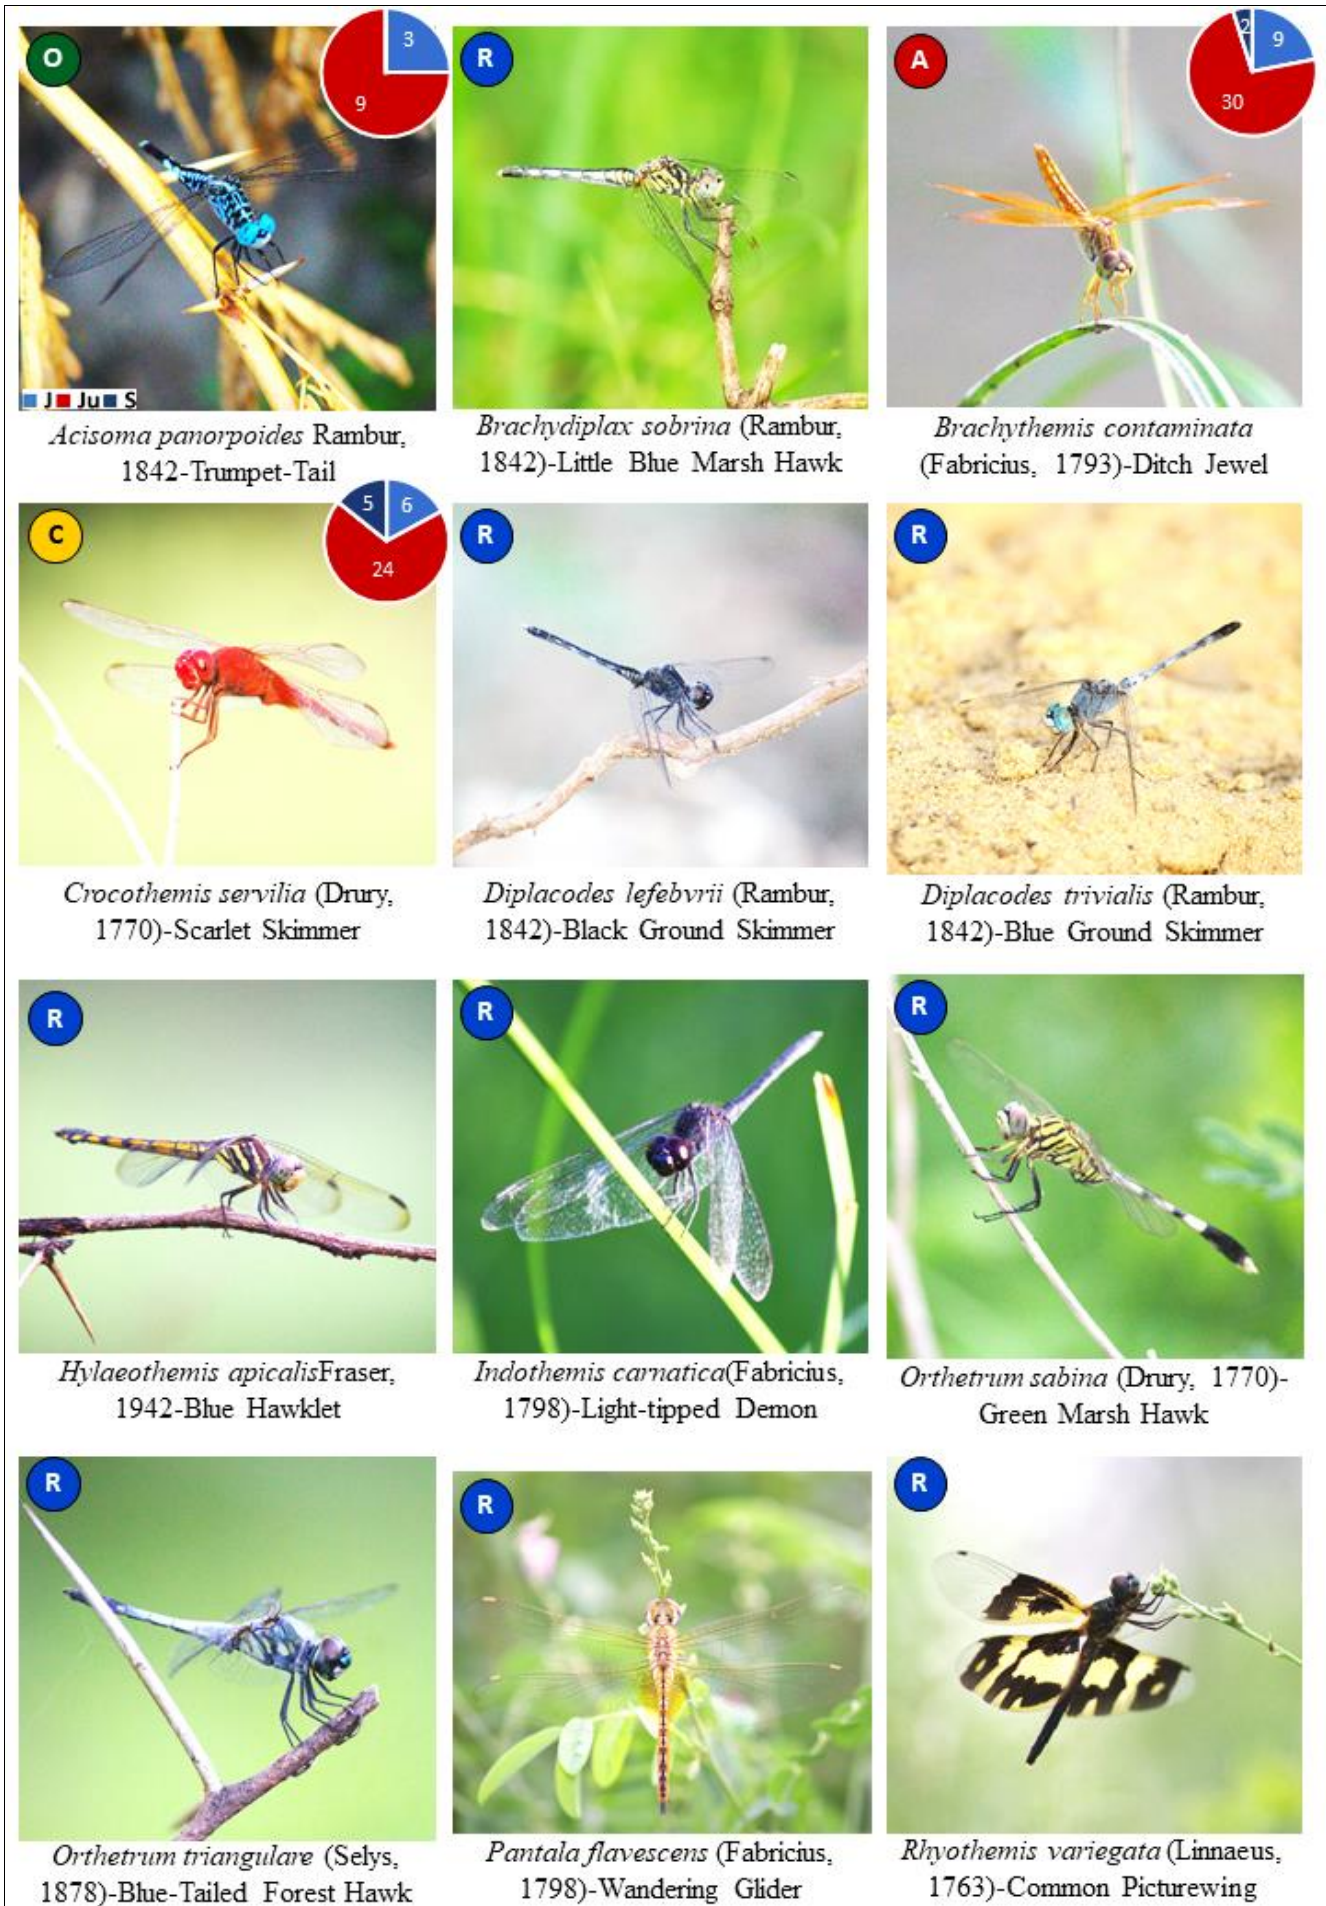 O
3
9
J Ju S
Acisoma panorpoides Rambur,
1842-Trumpet-Tail
R
Brachydiplax sobrina (Rambur,
1842)-Little Blue Marsh Hawk
A
2
9
30
Brachythemis contaminata
(Fabricius, 1793)-Ditch Jewel
C
5
6
24
Crocothemis servilia (Drury,
1770)-Scarlet Skimmer
R
Diplacodes lefebvrii (Rambur,
1842)-Black Ground Skimmer
R
Diplacodes trivialis (Rambur,
1842)-Blue Ground Skimmer
R
Hylaeothemis apicalisFraser,
1942-Blue Hawklet
R
Indothemis carnatica(Fabricius,
1798)-Light-tipped Demon
R
Orthetrum sabina (Drury, 1770)-
Green Marsh Hawk
R
Orthetrum triangulare (Selys,
1878)-Blue-Tailed Forest Hawk
R
Pantala flavescens (Fabricius,
1798)-Wandering Glider
R
Rhyothemis variegata (Linnaeus,
1763)-Common Picturewing